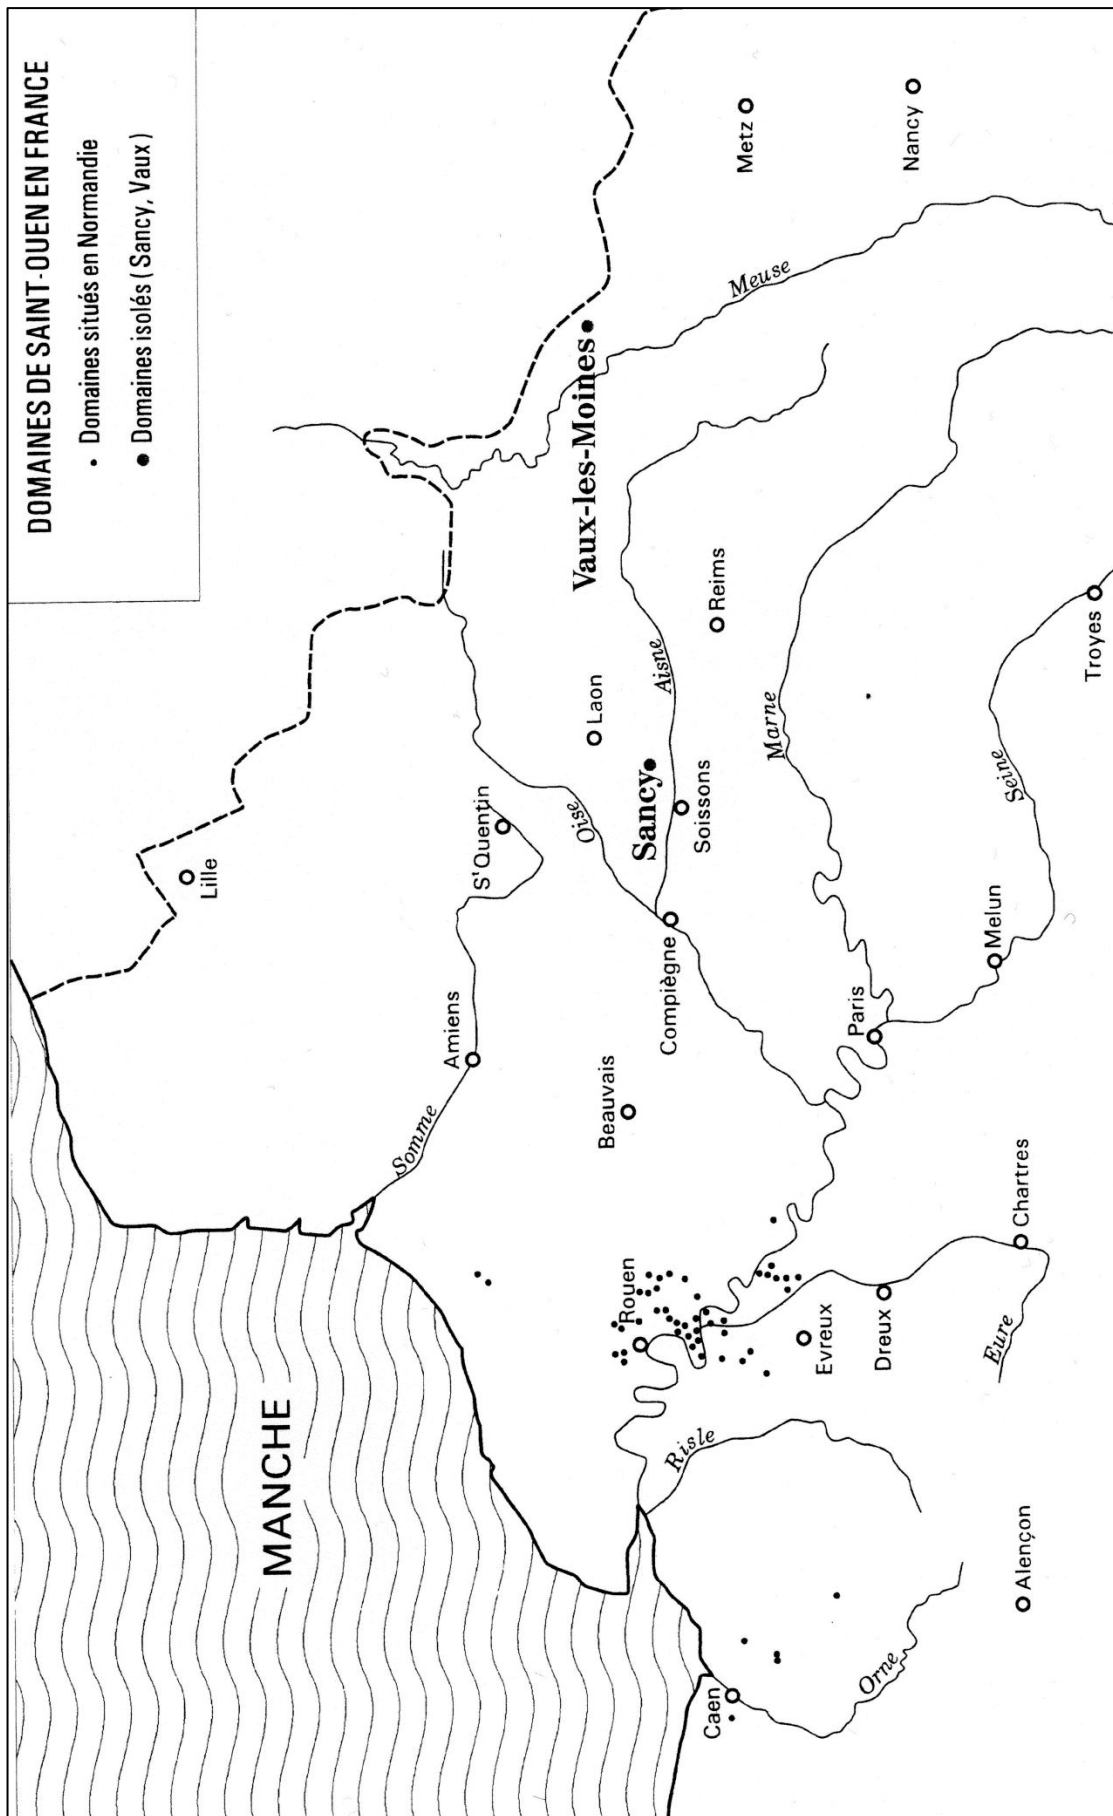 DOMAINES DE SAINT-OUEN EN FRANCE
• Domaines situés en Normandie
● Domaines isolés ( Sancy, Vaux )
MANCHE
Lille
Somme
Amiens
S'Quentin
Oise
Laon
Vaux-les-Moines
Meuse
Metz
Nancy
Beauvais
Compiègne
Sancy
Soissons
Aisne
Reims
Rouen
Marne
Risle
Caen
Evreux
Paris
Dreux
Orne
Melun
Seine
Troyes
Eure
Chartres
Alençon